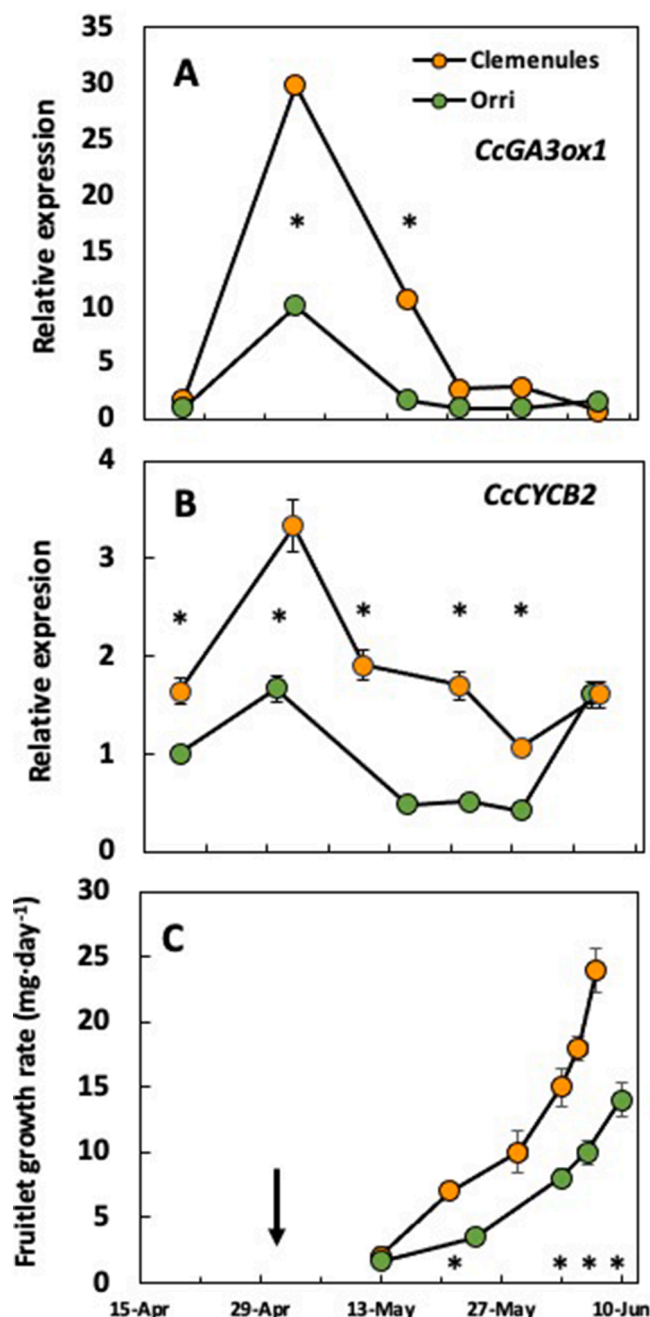 A
Clemenules
Orri
CcGA3ox1
Relative expression
35
30
25
20
15
10
5
0
*
*
B
CcCYCB2
Relative expresion
4
3
2
1
0
*
*
*
*
*
C
Fruitlet growth rate (mg·day⁻¹)
30
25
20
15
10
5
0
*
*
*
*
15-Apr
29-Apr
13-May
27-May
10-Jun